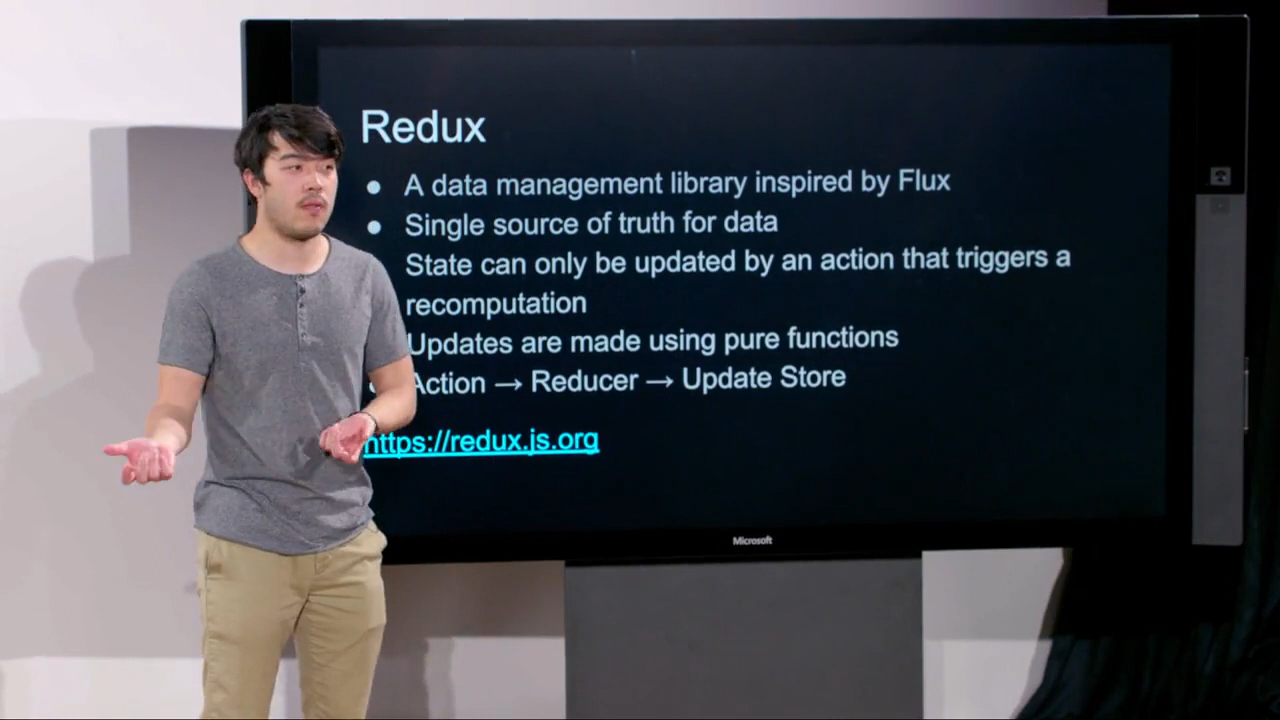 Redux
● A data management library inspired by Flux
● Single source of truth for data
State can only be updated by an action that triggers a
recomputation
Updates are made using pure functions
Action → Reducer → Update Store
https://redux.js.org
Microsoft